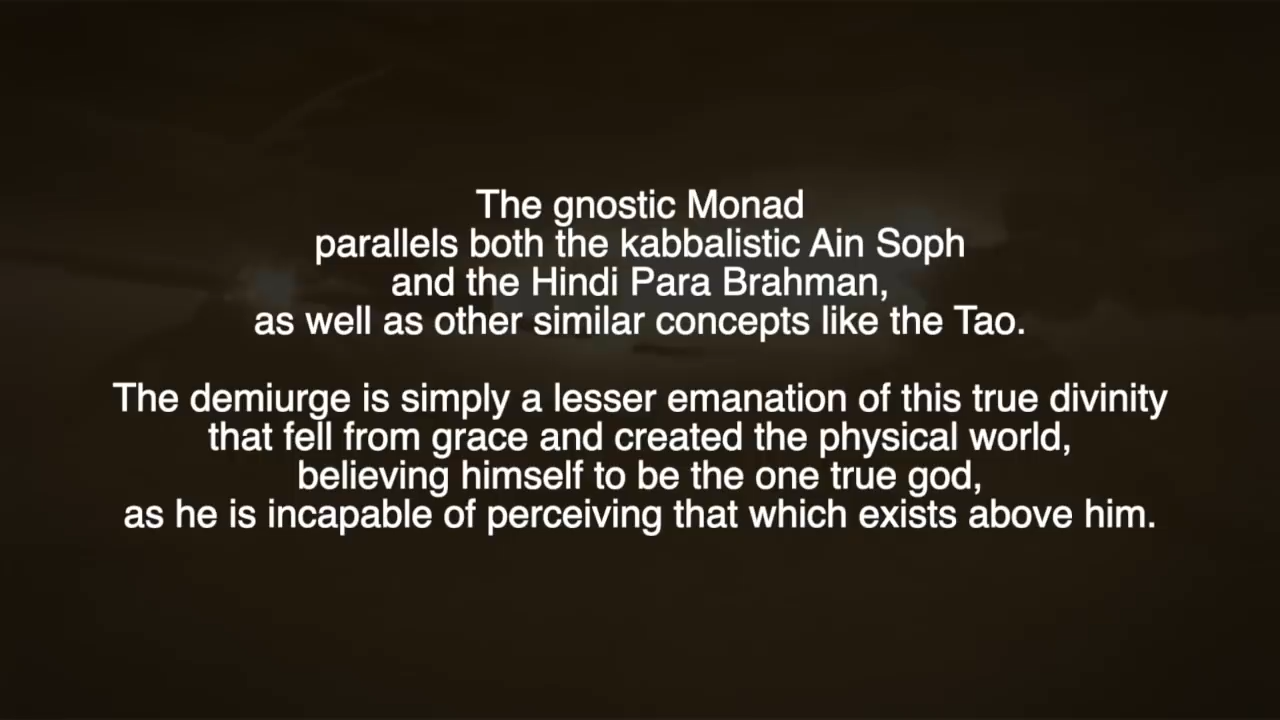 The gnostic Monad
parallels both the kabbalistic Ain Soph
and the Hindi Para Brahman,
as well as other similar concepts like the Tao.
The demiurge is simply a lesser emanation of this true divinity
that fell from grace and created the physical world,
believing himself to be the one true god,
as he is incapable of perceiving that which exists above him.